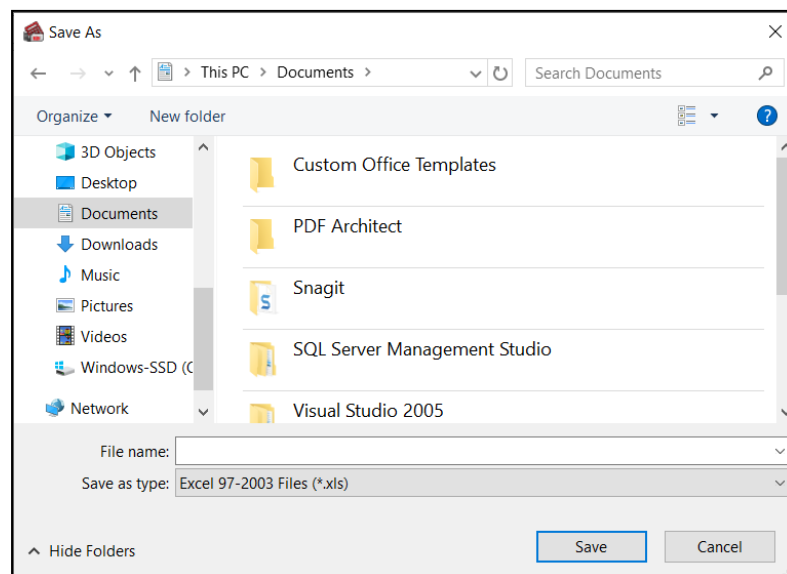 Save As
This PC > Documents >
Search Documents
Organize
New folder
?
3D Objects
Desktop
Documents
Downloads
Music
Pictures
Videos
Windows-SSD (C
Network
Custom Office Templates
PDF Architect
Snagit
SQL Server Management Studio
Visual Studio 2005
File name:
Save as type: Excel 97-2003 Files (*.xls)
Hide Folders
Save
Cancel